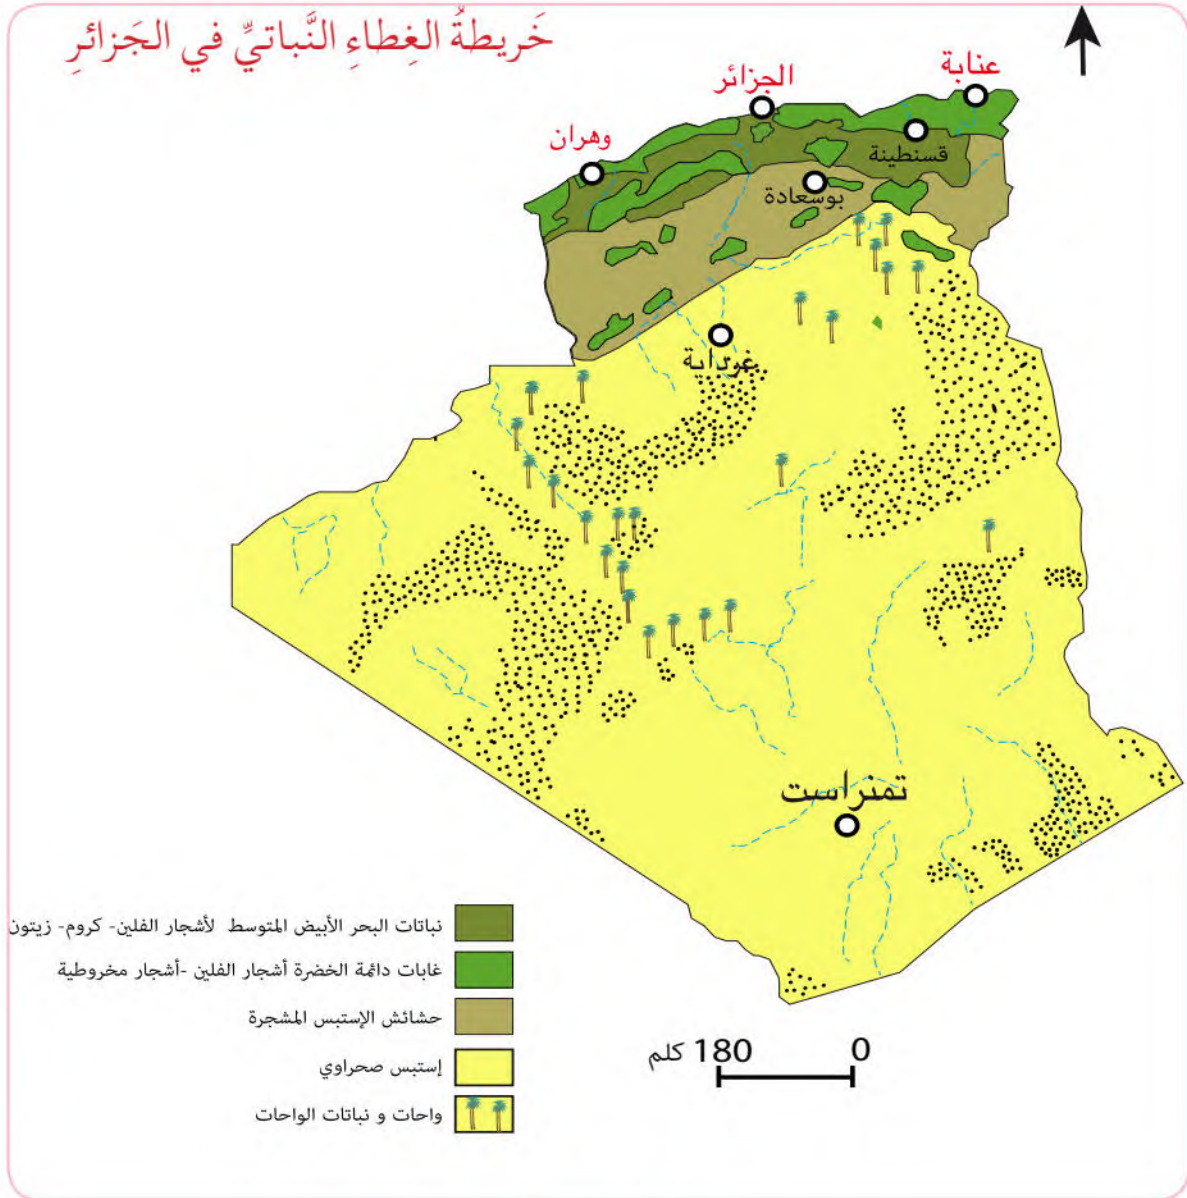 خَريطةُ الغِطاءِ النَّباتيِّ في الجَزائرِ
عنابة
الجزائر
وهران
قسنطينة
بوسعادة
غرداية
تمنراست
نباتات البحر الأبيض المتوسط لأشجار الفلين- كروم- زيتون
غابات دائمة الخضرة أشجار الفلين -أشجار مخروطية
حشائش الإستبس المشجرة
إستبس صحراوي
واحات و نباتات الواحات
0 180 كلم